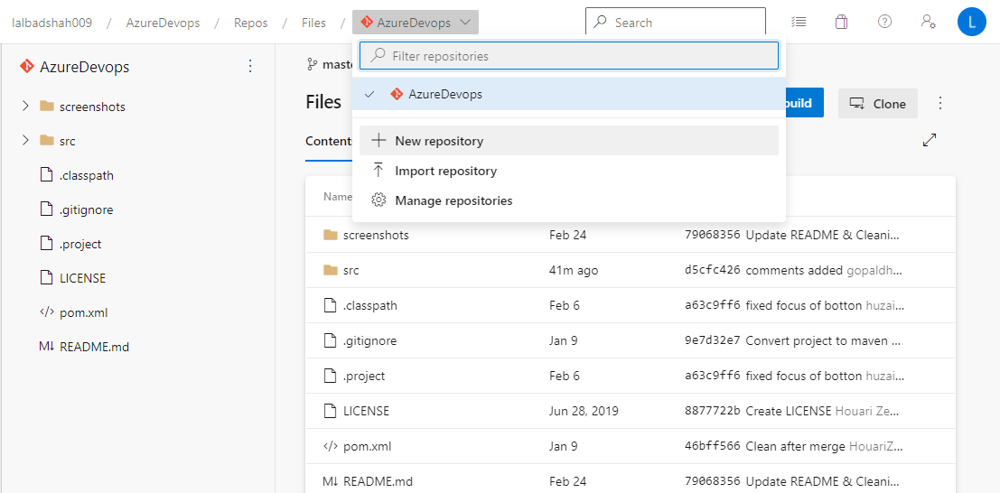 lalbadshah009 / AzureDevops / Repos / Files / AzureDevops
Search
L
AzureDevops
screenshots
src
.classpath
.gitignore
.project
LICENSE
pom.xml
README.md
Filter repositories
AzureDevops
New repository
Import repository
Manage repositories
Files
build
Clone
Contents
Name
screenshots Feb 24 79068356 Update README & Cleani...
src 41m ago d5cfc426 comments added gopaldh...
.classpath Feb 6 a63c9ff6 fixed focus of botton huzai...
.gitignore Jan 9 9e7d32e7 Convert project to maven ...
.project Feb 6 a63c9ff6 fixed focus of botton huzai...
LICENSE Jun 28, 2019 8877722b Create LICENSE Houari Ze...
pom.xml Jan 9 46bff566 Clean after merge HouariZ...
M↓ README.md Feb 24 79068356 Update README & Cleani...